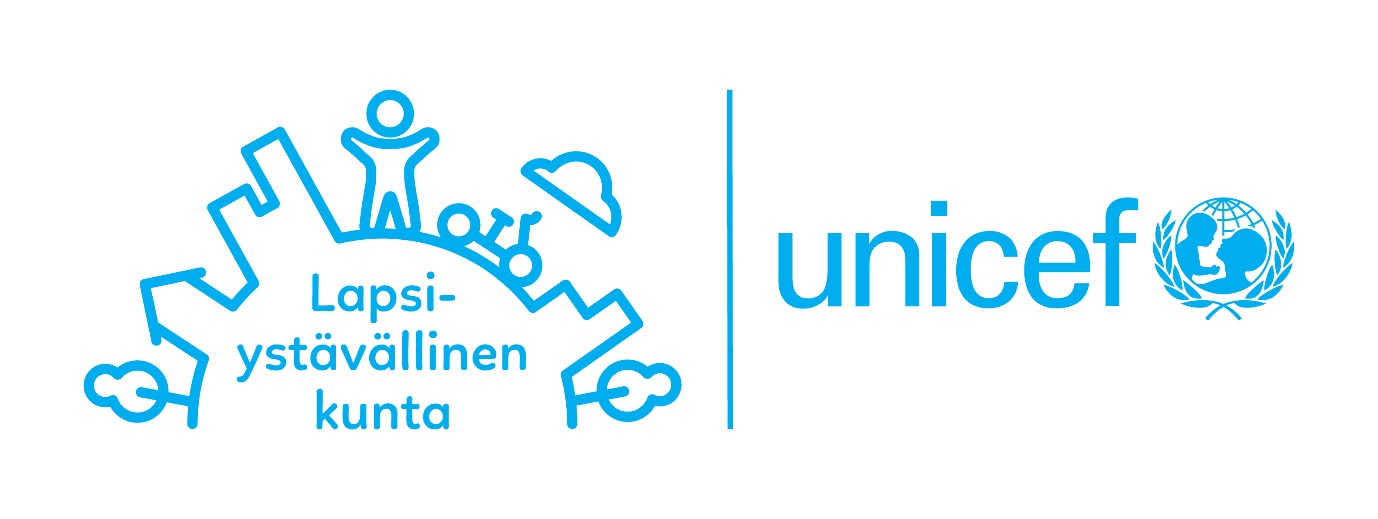 Lapsi-
ystävällinen
kunta
unicef